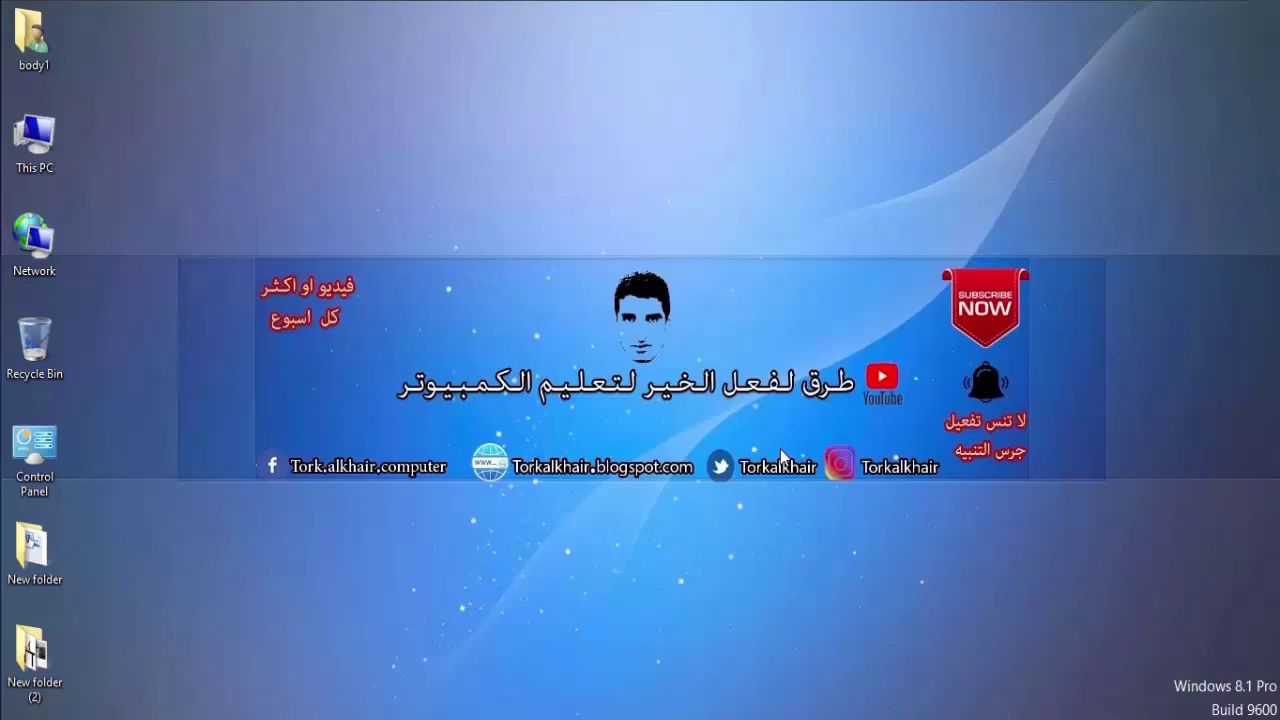 body1
This PC
Network
Recycle Bin
Control
Panel
New folder
New folder
(2)
فيديو او اكثر
كل اسبوع
SUBSCRIBE
NOW
طرق لفعل الخير لتعليم الكمبيوتر
YouTube
لا تنس تفعيل
جرس التنبيه
Tork.alkhair.computer
www...
Torkalkhair.blogspot.com
Torkalkhair
Torkalkhair
Windows 8.1 Pro
Build 9600